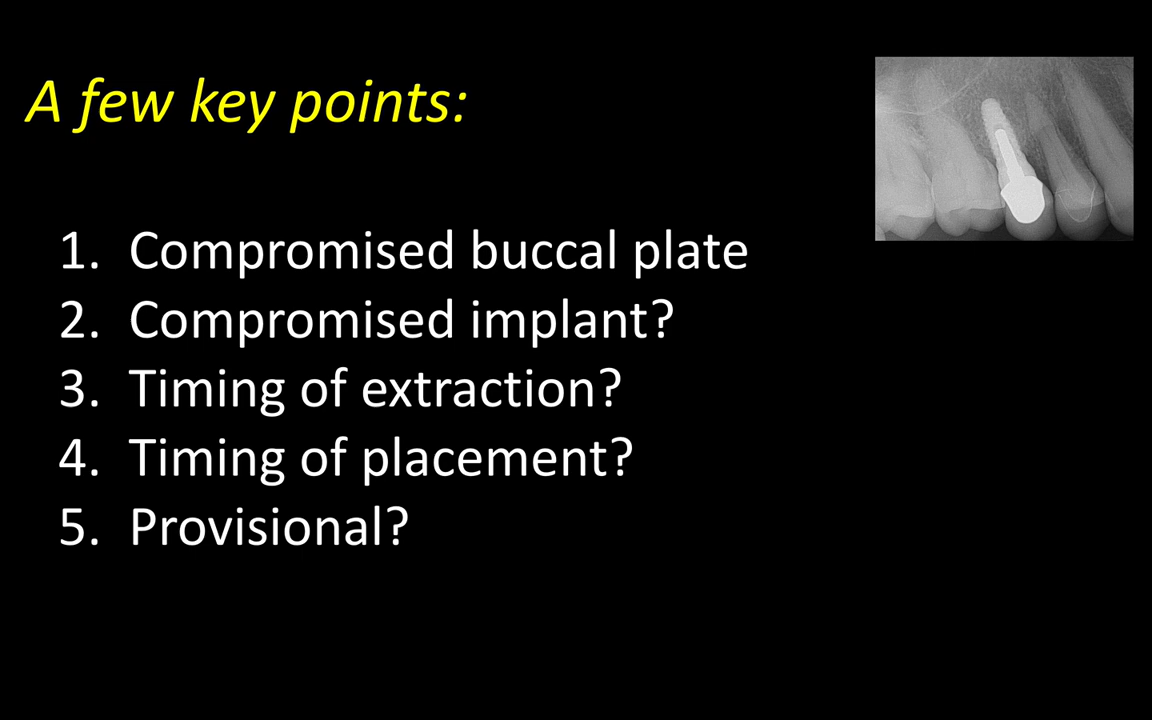 A few key points:
1. Compromised buccal plate
2. Compromised implant?
3. Timing of extraction?
4. Timing of placement?
5. Provisional?